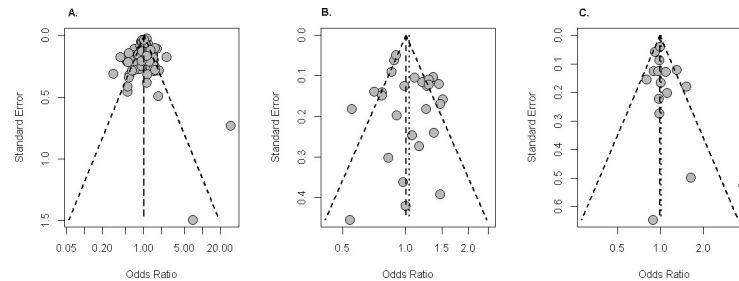 A.
Standard Error
0.0
0.5
1.0
1.5
0.05 0.20 1.00 5.00 20.00
Odds Ratio
B.
Standard Error
0.0
0.1
0.2
0.3
0.4
0.5 1.0 1.5 2.0
Odds Ratio
C.
Standard Error
0.0
0.1
0.2
0.3
0.4
0.5
0.6
0.5 1.0 2.0
Odds Ratio